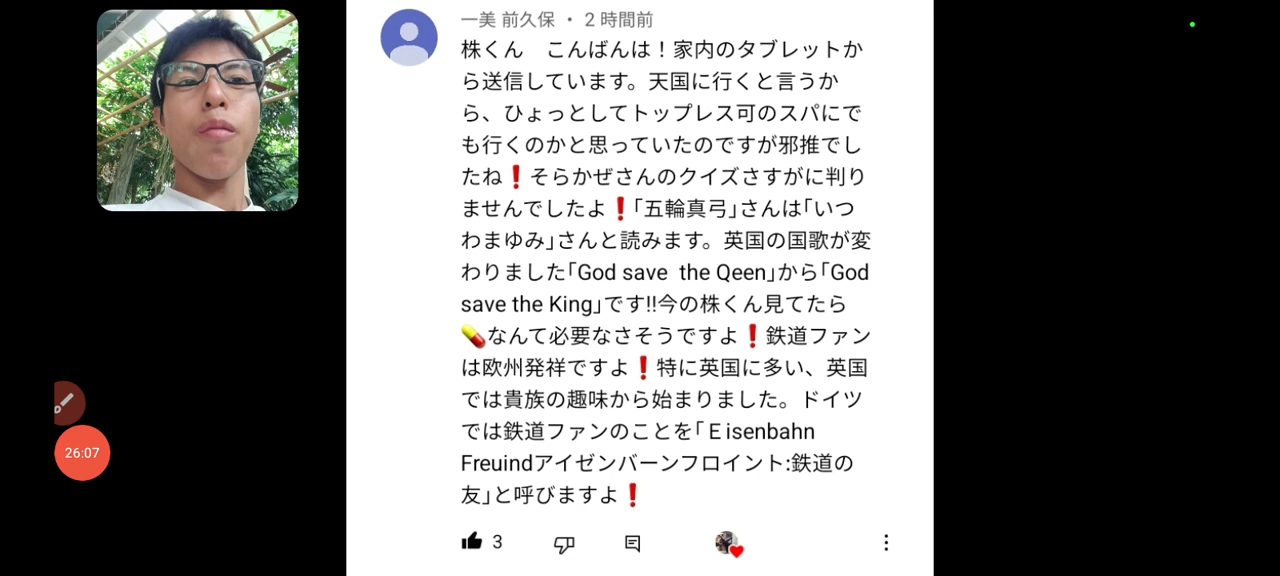 一美 前久保 ・ 2 時間前
株くん　こんばんは！家内のタブレットか
ら送信しています。天国に行くと言うか
ら、ひょっとしてトップレス可のスパにで
も行くのかと思っていたのですが邪推でし
たね❗そらかぜさんのクイズさすがに判り
ませんでしたよ❗｢五輪真弓｣さんは｢いつ
わまゆみ｣さんと読みます。英国の国歌が変
わりました｢God save  the Qeen｣から｢God
save the King｣です‼今の株くん見てたら
💊なんて必要なさそうですよ❗鉄道ファン
は欧州発祥ですよ❗特に英国に多い、英国
では貴族の趣味から始まりました。ドイツ
では鉄道ファンのことを｢Ｅisenbahn
Freuindアイゼンバーンフロイント:鉄道の
友｣と呼びますよ❗
3
26:07